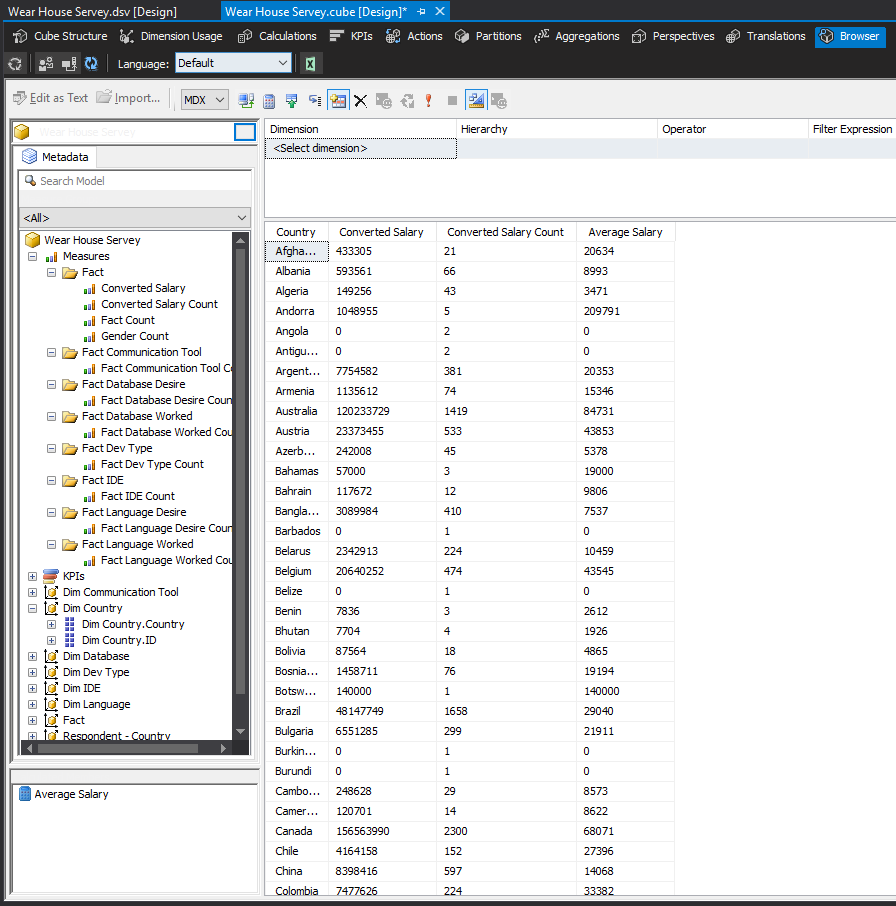 Wear House Servey.dsv [Design] Wear House Servey.cube [Design]*
Cube Structure Dimension Usage Calculations KPIs Actions Partitions Aggregations Perspectives Translations Browser
Language: Default
Edit as Text Import... MDX
Wear House Servey
Metadata
Search Model
<All>
Wear House Servey
Measures
Fact
Converted Salary
Converted Salary Count
Fact Count
Gender Count
Fact Communication Tool
Fact Communication Tool Co
Fact Database Desire
Fact Database Desire Coun
Fact Database Worked
Fact Database Worked Cou
Fact Dev Type
Fact Dev Type Count
Fact IDE
Fact IDE Count
Fact Language Desire
Fact Language Desire Coun
Fact Language Worked
Fact Language Worked Cou
KPIs
Dim Communication Tool
Dim Country
Dim Country.Country
Dim Country.ID
Dim Database
Dim Dev Type
Dim IDE
Dim Language
Fact
Respondent - Country
Average Salary
Dimension Hierarchy Operator Filter Expression
<Select dimension>
Country Converted Salary Converted Salary Count Average Salary
Afgha... 433305 21 20634
Albania 593561 66 8993
Algeria 149256 43 3471
Andorra 1048955 5 209791
Angola 0 2 0
Antigu... 0 2 0
Argent... 7754582 381 20353
Armenia 1135612 74 15346
Australia 120233729 1419 84731
Austria 23373455 533 43853
Azerb... 242008 45 5378
Bahamas 57000 3 19000
Bahrain 117672 12 9806
Bangla... 3089984 410 7537
Barbados 0 1 0
Belarus 2342913 224 10459
Belgium 20640252 474 43545
Belize 0 1 0
Benin 7836 3 2612
Bhutan 7704 4 1926
Bolivia 87564 18 4865
Bosnia... 1458711 76 19194
Botsw... 140000 1 140000
Brazil 48147749 1658 29040
Bulgaria 6551285 299 21911
Burkin... 0 1 0
Burundi 0 1 0
Cambo... 248628 29 8573
Camer... 120701 14 8622
Canada 156563990 2300 68071
Chile 4164158 152 27396
China 8398416 597 14068
Colombia 7477626 224 33382